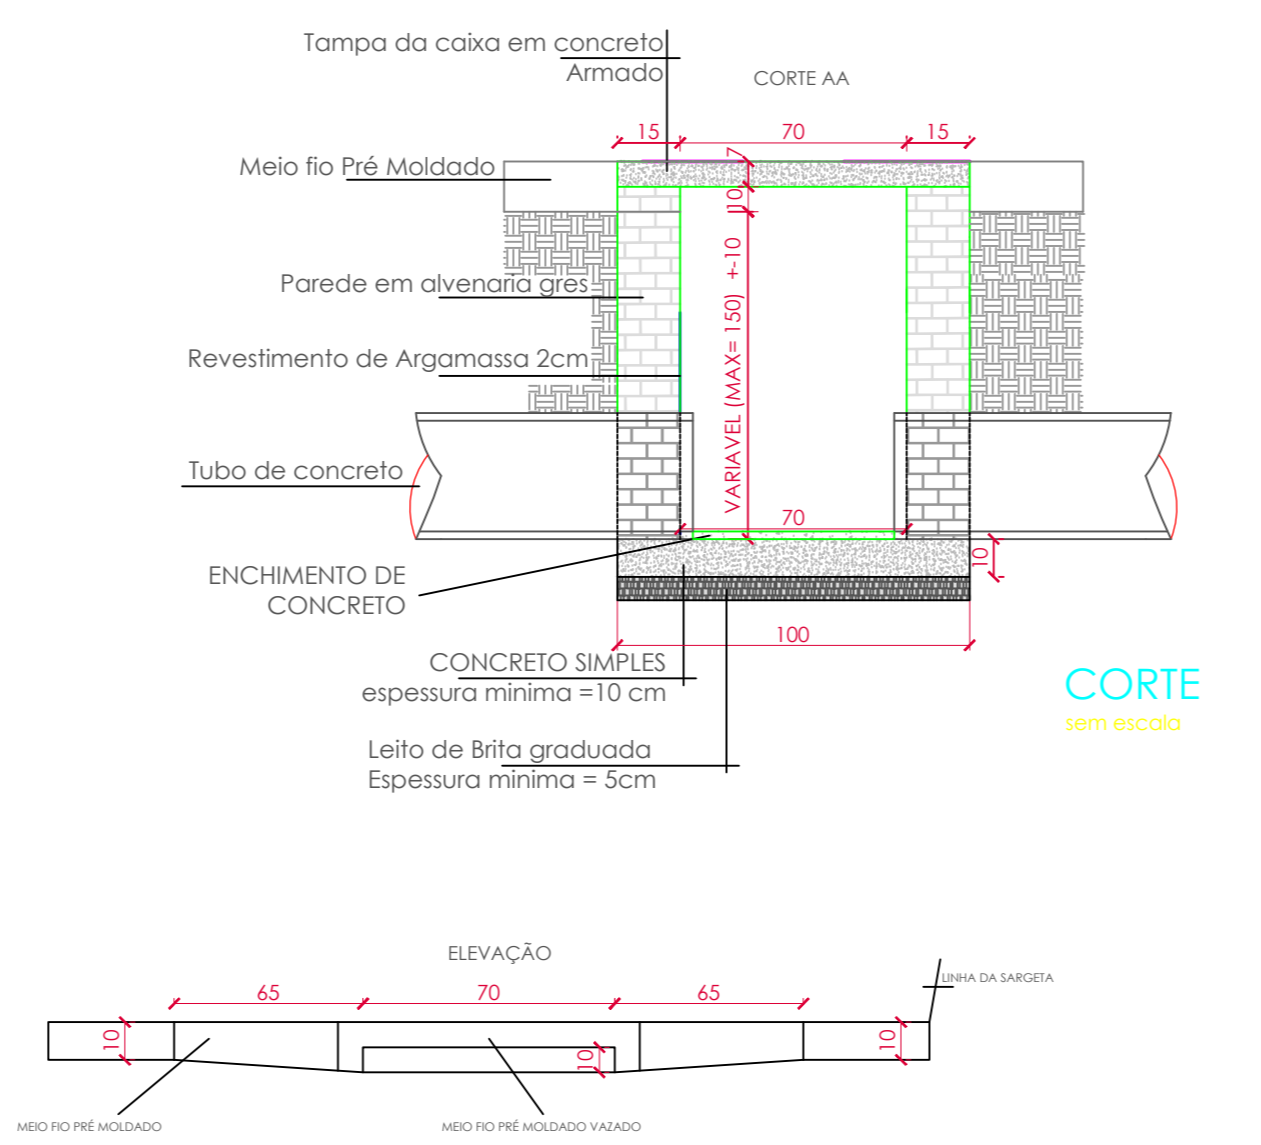 Tampa da caixa em concreto
Armado
CORTE AA
15
70
15
7
Meio fio Pré Moldado
10
Parede em alvenaria gres
VARIAVEL (MAX= 150) +-10
Revestimento de Argamassa 2cm
Tubo de concreto
70
10
ENCHIMENTO DE
CONCRETO
100
CONCRETO SIMPLES
espessura minima =10 cm
CORTE
sem escala
Leito de Brita graduada
Espessura minima = 5cm
ELEVAÇÃO
LINHA DA SARGETA
65
70
65
10
10
10
MEIO FIO PRÉ MOLDADO
MEIO FIO PRÉ MOLDADO VAZADO